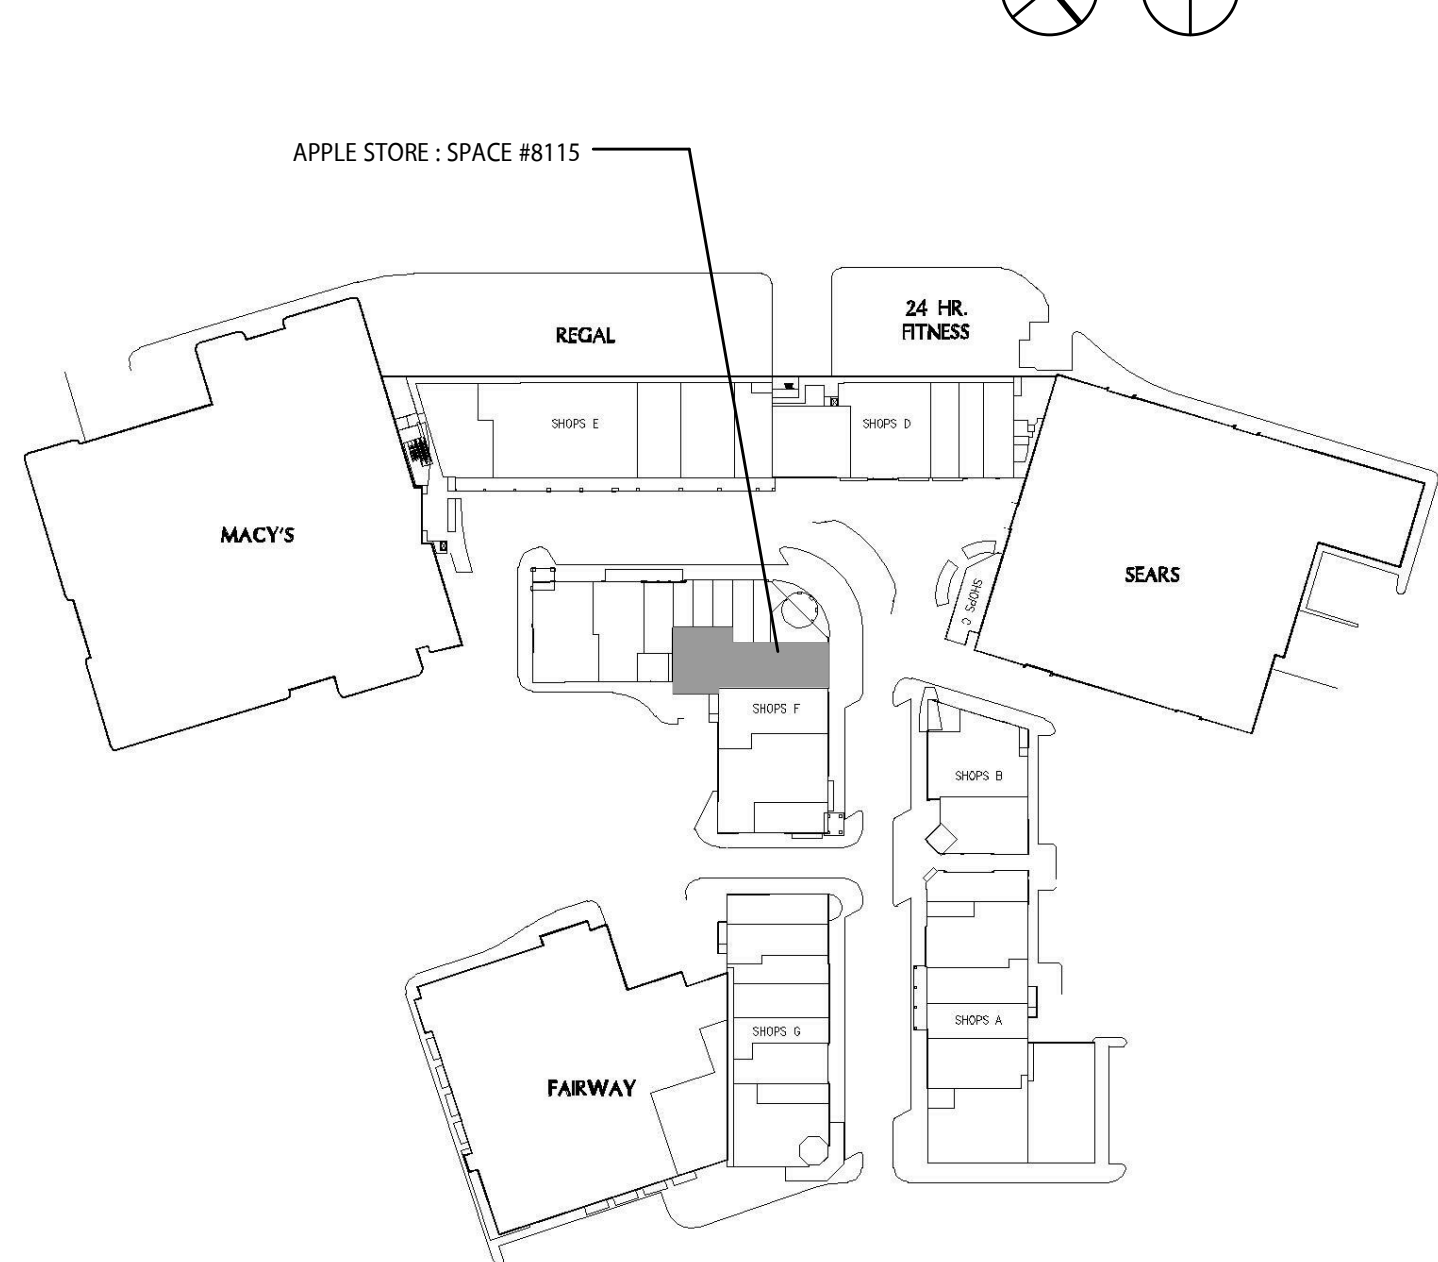 APPLE STORE : SPACE #8115
24 HR.
FITNESS
REGAL
SHOPS E
SHOPS D
MACY'S
SEARS
SHOPS C
SHOPS F
SHOPS B
SHOPS A
SHOPS G
FAIRWAY